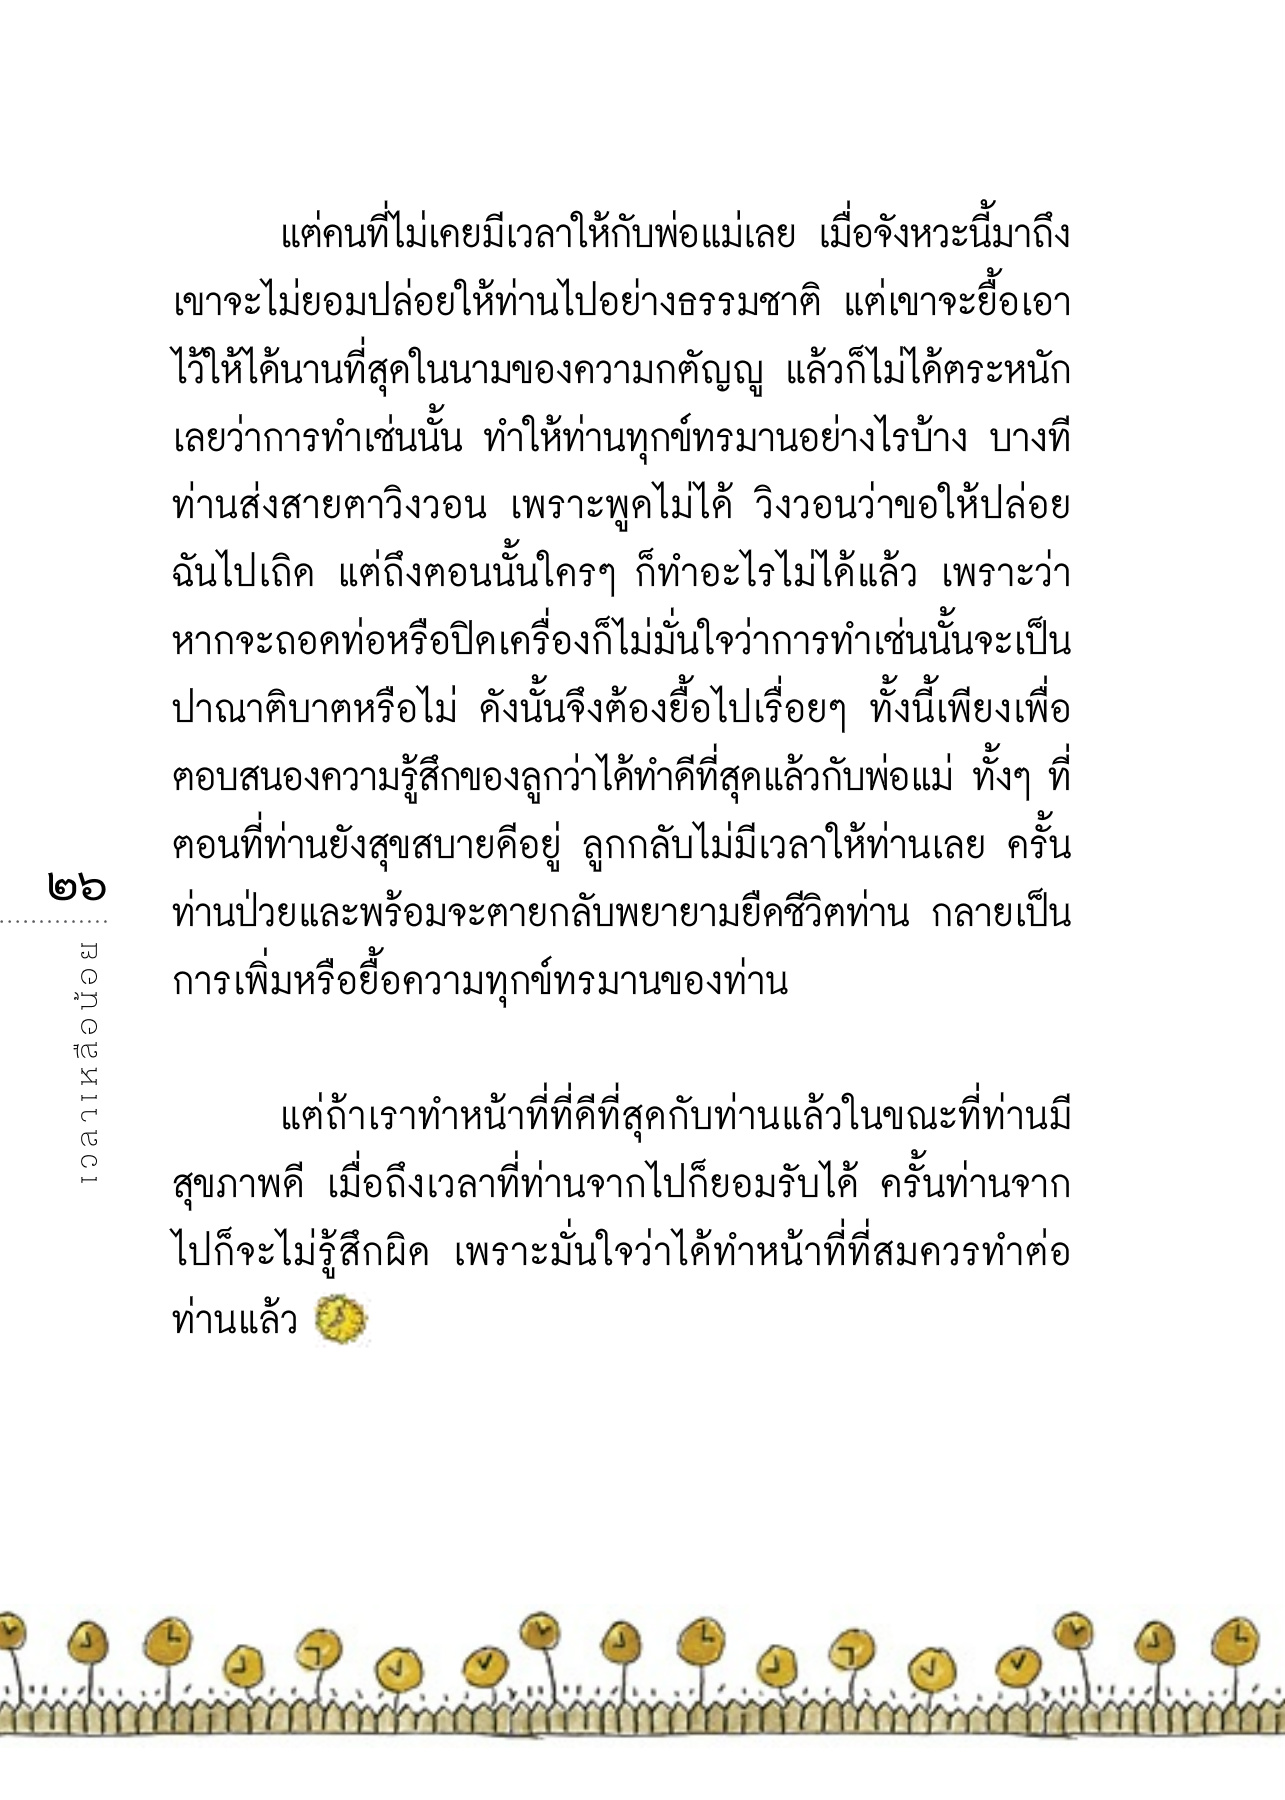 แต่คนที่ไม่เคยมีเวลาให้กับพ่อแม่เลย เมื่อจังหวะนี้มาถึง
เขาจะไม่ยอมปล่อยให้ท่านไปอย่างธรรมชาติ แต่เขาจะยื้อเอา
ไว้ให้ได้นานที่สุดในนามของความกตัญญู แล้วก็ไม่ได้ตระหนัก
เลยว่าการทำเช่นนั้น ทำให้ท่านทุกข์ทรมานอย่างไรบ้าง บางที
ท่านส่งสายตาวิงวอน เพราะพูดไม่ได้ วิงวอนว่าขอให้ปล่อย
ฉันไปเถิด แต่ถึงตอนนั้นใครๆ ก็ทำอะไรไม่ได้แล้ว เพราะว่า
หากจะถอดท่อหรือปิดเครื่องก็ไม่มั่นใจว่าการทำเช่นนั้นจะเป็น
ปาณาติบาตหรือไม่ ดังนั้นจึงต้องยื้อไปเรื่อยๆ ทั้งนี้เพียงเพื่อ
ตอบสนองความรู้สึกของลูกว่าได้ทำดีที่สุดแล้วกับพ่อแม่ ทั้งๆ ที่
ตอนที่ท่านยังสุขสบายดีอยู่ ลูกกลับไม่มีเวลาให้ท่านเลย ครั้น
ท่านป่วยและพร้อมจะตายกลับพยายามยืดชีวิตท่าน กลายเป็น
การเพิ่มหรือยื้อความทุกข์ทรมานของท่าน
แต่ถ้าเราทำหน้าที่ที่ดีที่สุดกับท่านแล้วในขณะที่ท่านมี
สุขภาพดี เมื่อถึงเวลาที่ท่านจากไปก็ยอมรับได้ ครั้นท่านจาก
ไปก็จะไม่รู้สึกผิด เพราะมั่นใจว่าได้ทำหน้าที่ที่สมควรทำต่อ
ท่านแล้ว
๒๖
เวลาเหลือน้อย